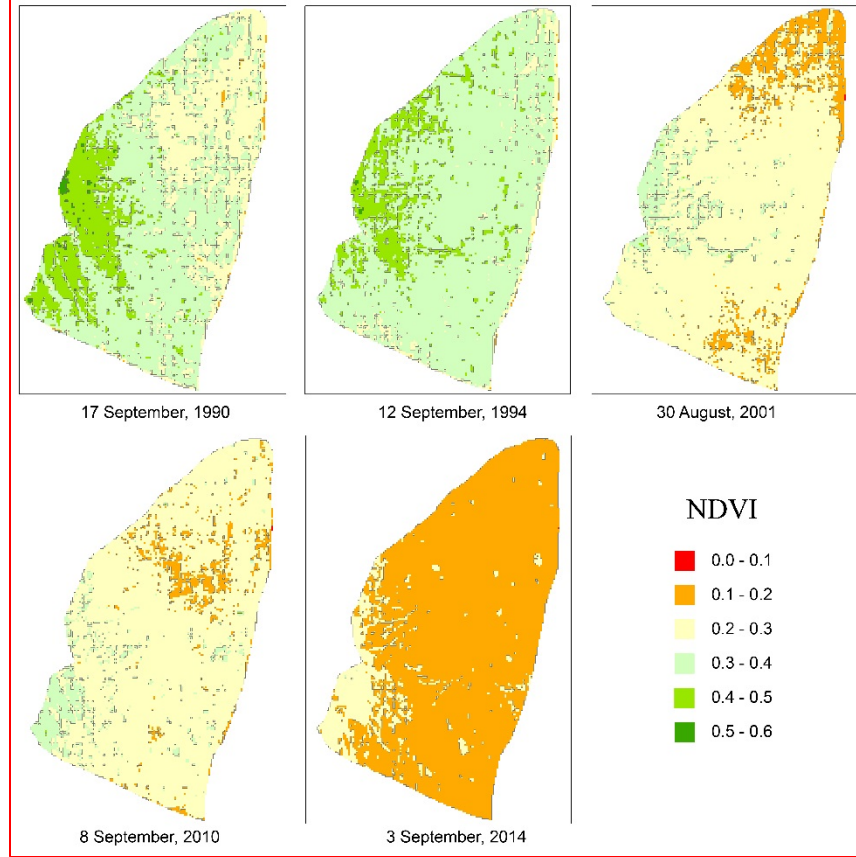 17 September, 1990
12 September, 1994
30 August, 2001
8 September, 2010
3 September, 2014
NDVI
0.0 - 0.1
0.1 - 0.2
0.2 - 0.3
0.3 - 0.4
0.4 - 0.5
0.5 - 0.6